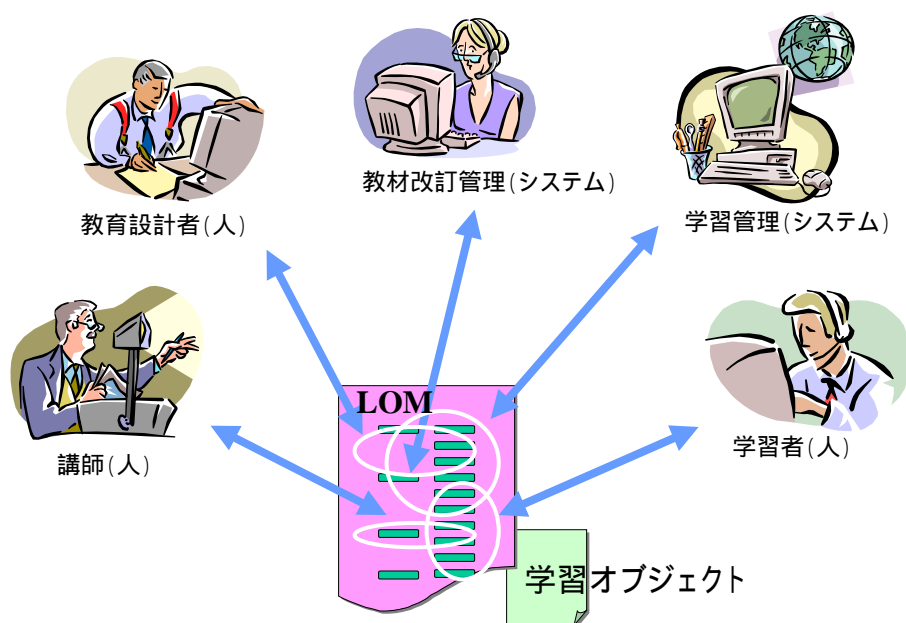 教材改訂管理(システム)
教育設計者(人)
学習管理(システム)
講師(人)
LOM
学習者(人)
学習オブジェクト